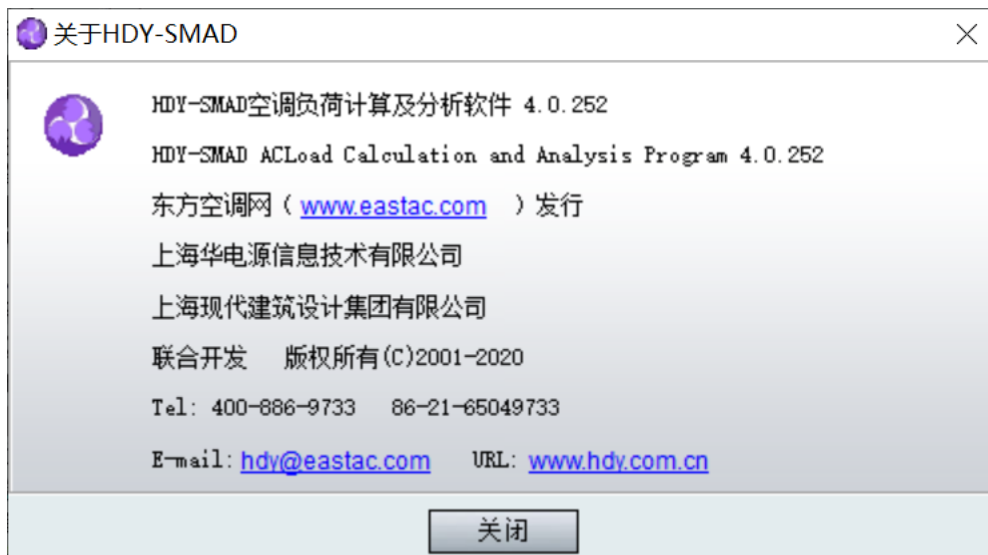 关于HDY-SMAD
HDY-SMAD空调负荷计算及分析软件 4.0.252
HDY-SMAD ACLoad Calculation and Analysis Program 4.0.252
东方空调网（ www.eastac.com ）发行
上海华电源信息技术有限公司
上海现代建筑设计集团有限公司
联合开发 版权所有(C)2001-2020
Tel: 400-886-9733 86-21-65049733
E-mail: hdy@eastac.com URL: www.hdy.com.cn
关闭